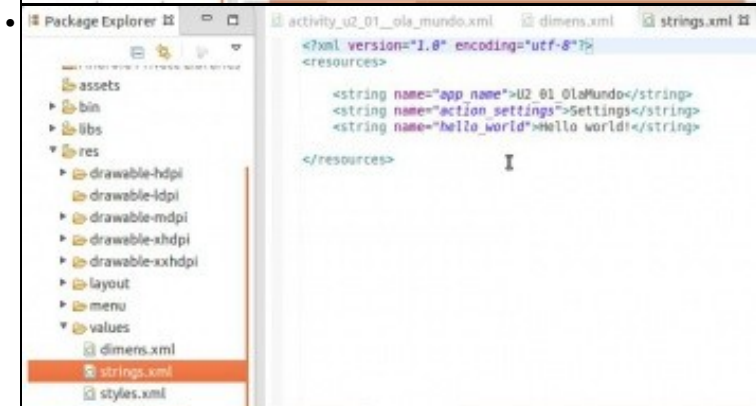 Package Explorer
activity_u2_01__ola_mundo.xml
dimens.xml
strings.xml
assets
bin
libs
res
drawable-hdpi
drawable-ldpi
drawable-mdpi
drawable-xhdpi
drawable-xxhdpi
layout
menu
values
dimens.xml
strings.xml
styles.xml
<?xml version="1.0" encoding="utf-8"?>
<resources>
<string name="app_name">U2_01_OlaMundo</string>
<string name="action_settings">Settings</string>
<string name="hello_world">Hello world!</string>
</resources>